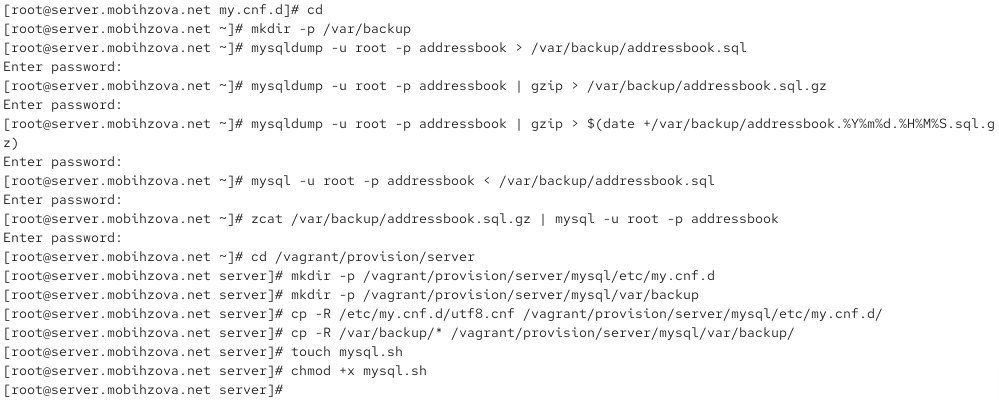 [root@server.mobihzova.net my.cnf.d]# cd
[root@server.mobihzova.net ~]# mkdir -p /var/backup
[root@server.mobihzova.net ~]# mysqldump -u root -p addressbook > /var/backup/addressbook.sql
Enter password:
[root@server.mobihzova.net ~]# mysqldump -u root -p addressbook | gzip > /var/backup/addressbook.sql.gz
Enter password:
[root@server.mobihzova.net ~]# mysqldump -u root -p addressbook | gzip > $(date +/var/backup/addressbook.%Y%m%d.%H%M%S.sql.g
z)
Enter password:
[root@server.mobihzova.net ~]# mysql -u root -p addressbook < /var/backup/addressbook.sql
Enter password:
[root@server.mobihzova.net ~]# zcat /var/backup/addressbook.sql.gz | mysql -u root -p addressbook
Enter password:
[root@server.mobihzova.net ~]# cd /vagrant/provision/server
[root@server.mobihzova.net server]# mkdir -p /vagrant/provision/server/mysql/etc/my.cnf.d
[root@server.mobihzova.net server]# mkdir -p /vagrant/provision/server/mysql/var/backup
[root@server.mobihzova.net server]# cp -R /etc/my.cnf.d/utf8.cnf /vagrant/provision/server/mysql/etc/my.cnf.d/
[root@server.mobihzova.net server]# cp -R /var/backup/* /vagrant/provision/server/mysql/var/backup/
[root@server.mobihzova.net server]# touch mysql.sh
[root@server.mobihzova.net server]# chmod +x mysql.sh
[root@server.mobihzova.net server]#